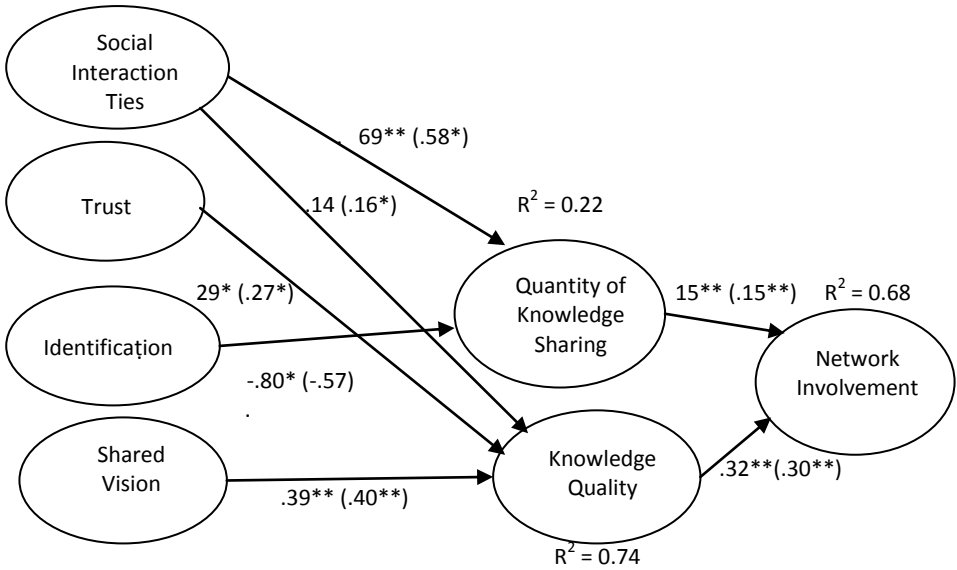 Social
Interaction
Ties
. 69** (.58*)
Trust
.14 (.16*)
R² = 0.22
29* (.27*)
Quantity of
Knowledge
Sharing
15** (.15**)
R² = 0.68
Identification
-.80* (-.57)
.
Network
Involvement
Shared
Vision
.39** (.40**)
Knowledge
Quality
.32**(.30**)
R² = 0.74